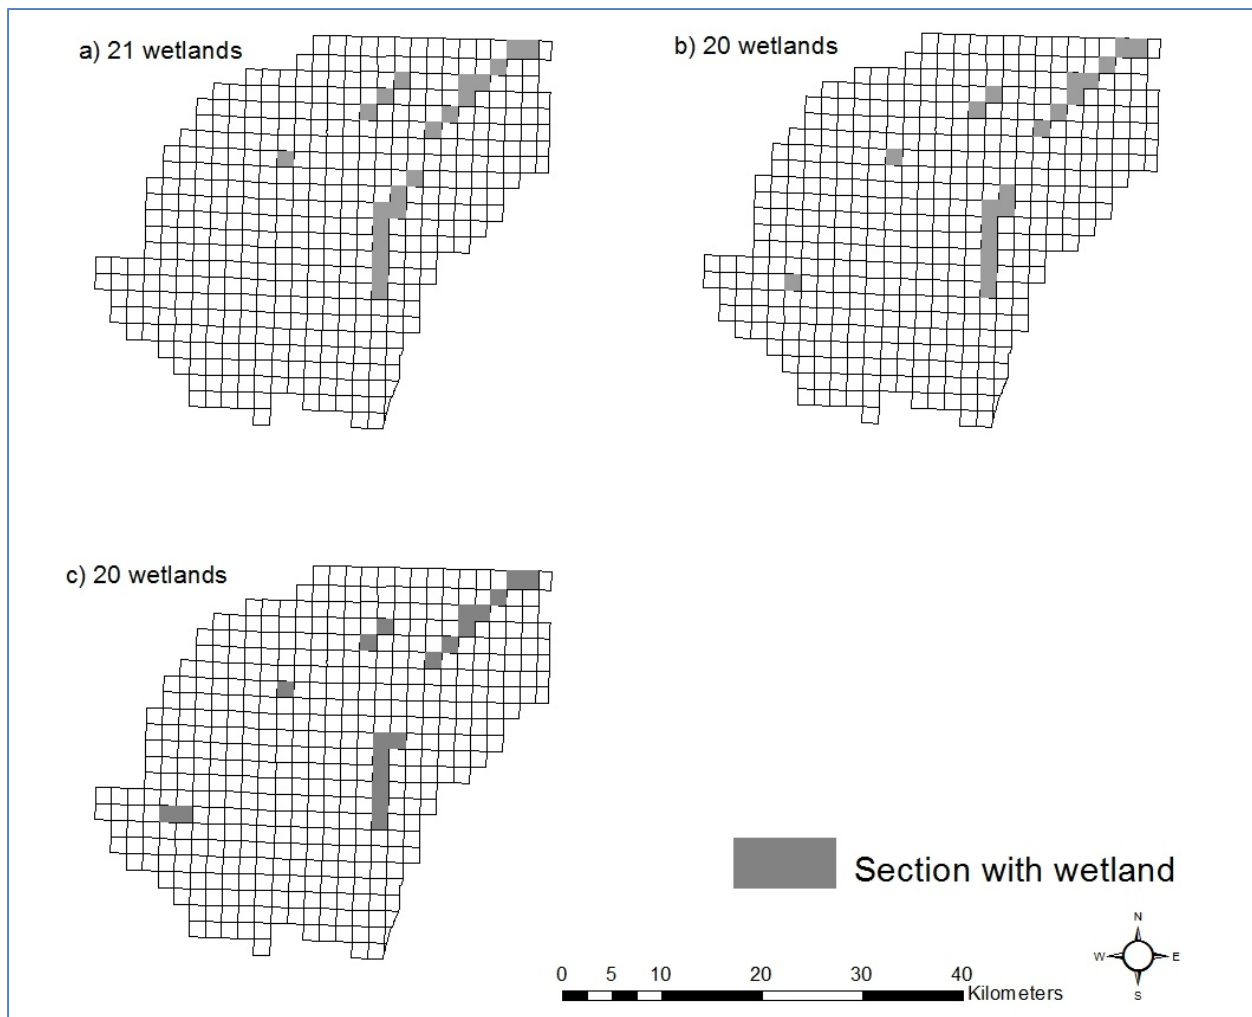 a) 21 wetlands
b) 20 wetlands
c) 20 wetlands
Section with wetland
N
W E
S
0 5 10 20 30 40
Kilometers